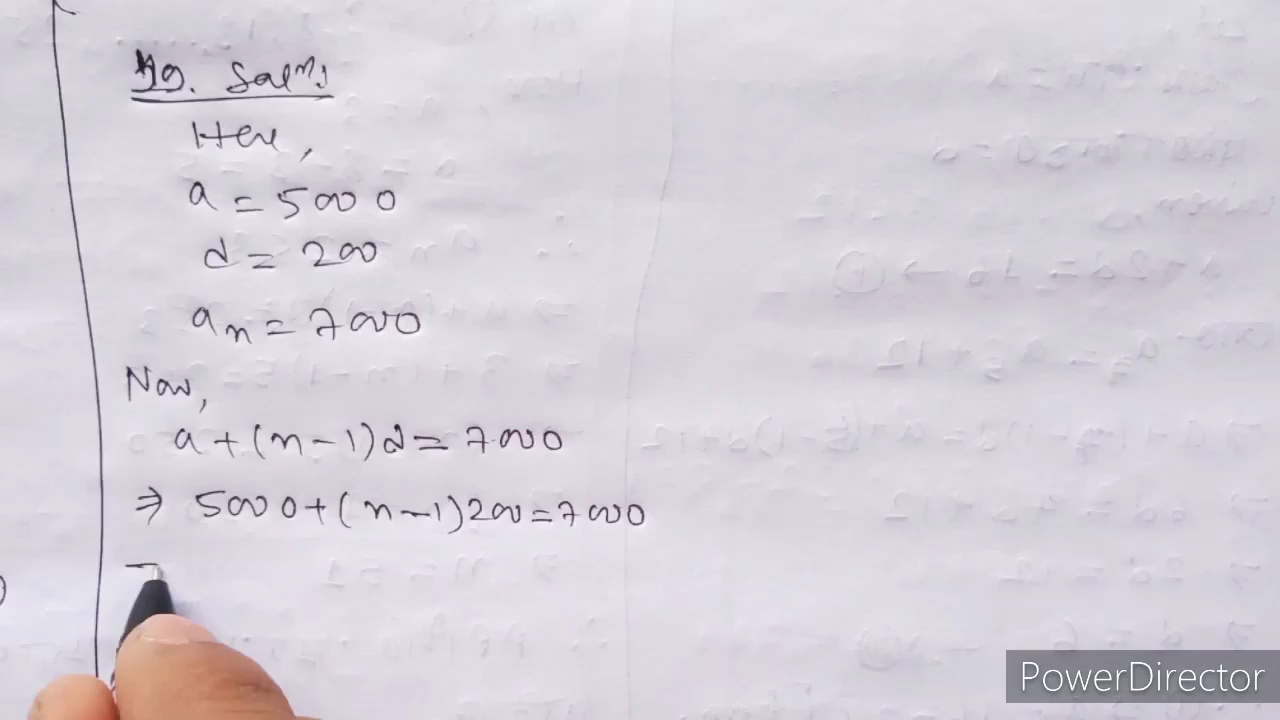 19. Solⁿ:
Here,
a = 5000
d = 200
aₙ = 7000
Now,
a + (n - 1) d = 7000
⇒ 5000 + (n - 1) 200 = 7000
PowerDirector